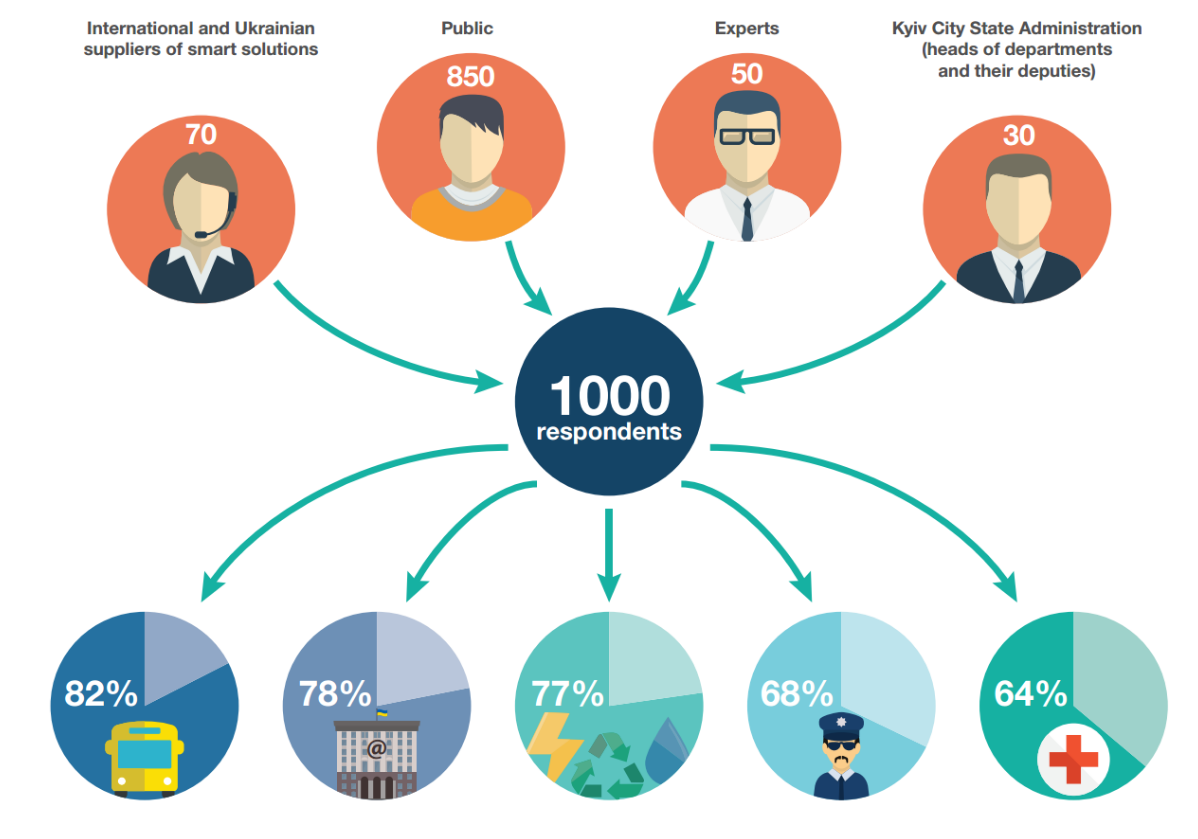 International and Ukrainian
suppliers of smart solutions
Public
Experts
Kyiv City State Administration
(heads of departments
and their deputies)
70
850
50
30
1000
respondents
82%
78%
77%
68%
64%
@